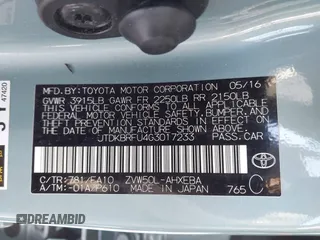 MFD. BY: TOYOTA MOTOR CORPORATION 05/16
GVWR 3915LB GAWR FR 2250LB RR 2150LB
THIS VEHICLE CONFORMS TO ALL APPLICABLE
FEDERAL MOTOR VEHICLE SAFETY, BUMPER, AND
THEFT PREVENTION STANDARDS IN EFFECT ON
THE DATE OF MANUFACTURE SHOWN ABOVE.
JTDKBRFU4G3017233 PASS.CAR
C/TR: 781/FA10 ZVW50L-AHXEBA
A/TM: -01A/P610 MADE IN JAPAN 765 C
TOYOTA
47420
DREAMBID